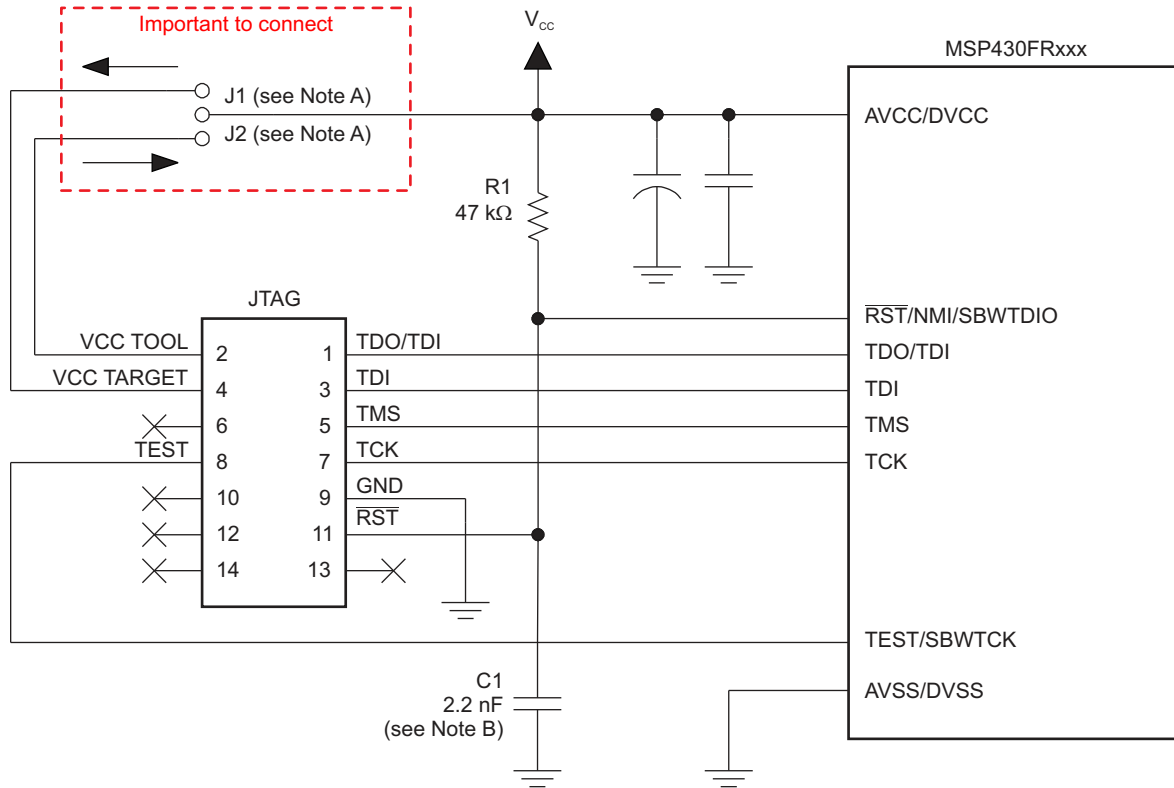 Important to connect
VCC
MSP430FRxxx
J1 (see Note A)
J2 (see Note A)
AVCC/DVCC
R1
47 kΩ
JTAG
RST/NMI/SBWTDIO
VCC TOOL 2 1 TDO/TDI TDO/TDI
VCC TARGET 4 3 TDI TDI
6 5 TMS TMS
TEST 8 7 TCK TCK
10 9 GND
12 11 RST
14 13
TEST/SBWTCK
C1
2.2 nF
(see Note B)
AVSS/DVSS